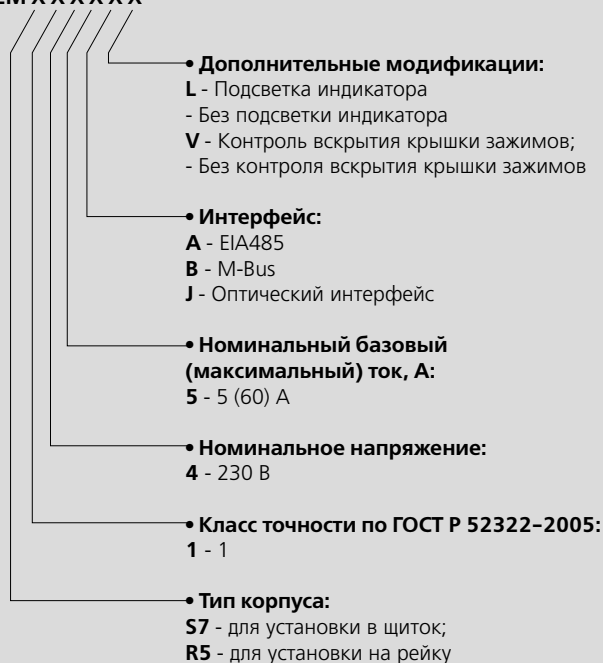 X X X X X X
• Дополнительные модификации:
L - Подсветка индикатора
- Без подсветки индикатора
V - Контроль вскрытия крышки зажимов;
- Без контроля вскрытия крышки зажимов
• Интерфейс:
A - EIA485
B - M-Bus
J - Оптический интерфейс
• Номинальный базовый
(максимальный) ток, А:
5 - 5 (60) А
• Номинальное напряжение:
4 - 230 В
• Класс точности по ГОСТ Р 52322–2005:
1 - 1
• Тип корпуса:
S7 - для установки в щиток;
R5 - для установки на рейку